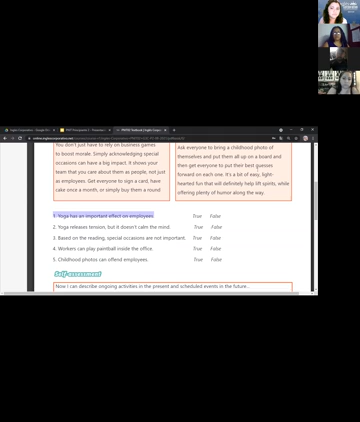 You don't just have to rely on business games
to boost morale. Simply acknowledging special
occasions can have a big impact. It shows your
team that you care about them as people, not just
as employees. Get everyone to sign a card, have
cake once a month, or simply buy them a round
Ask everyone to bring a childhood photo of
themselves and put them all up on a board and
then get everyone to put their best guesses
forward on each one. It's a bit of easy, light-
hearted fun that will definitely help lift spirits, while
offering plenty of humor along the way.
1. Yoga has an important effect on employees. True False
2. Yoga releases tension, but it doesn't calm the mind. True False
3. Based on the reading, special occasions are not important. True False
4. Workers can play paintball inside the office. True False
5. Childhood photos can offend employees. True False
Self-assessment
Now I can describe ongoing activities in the present and scheduled events in the future...